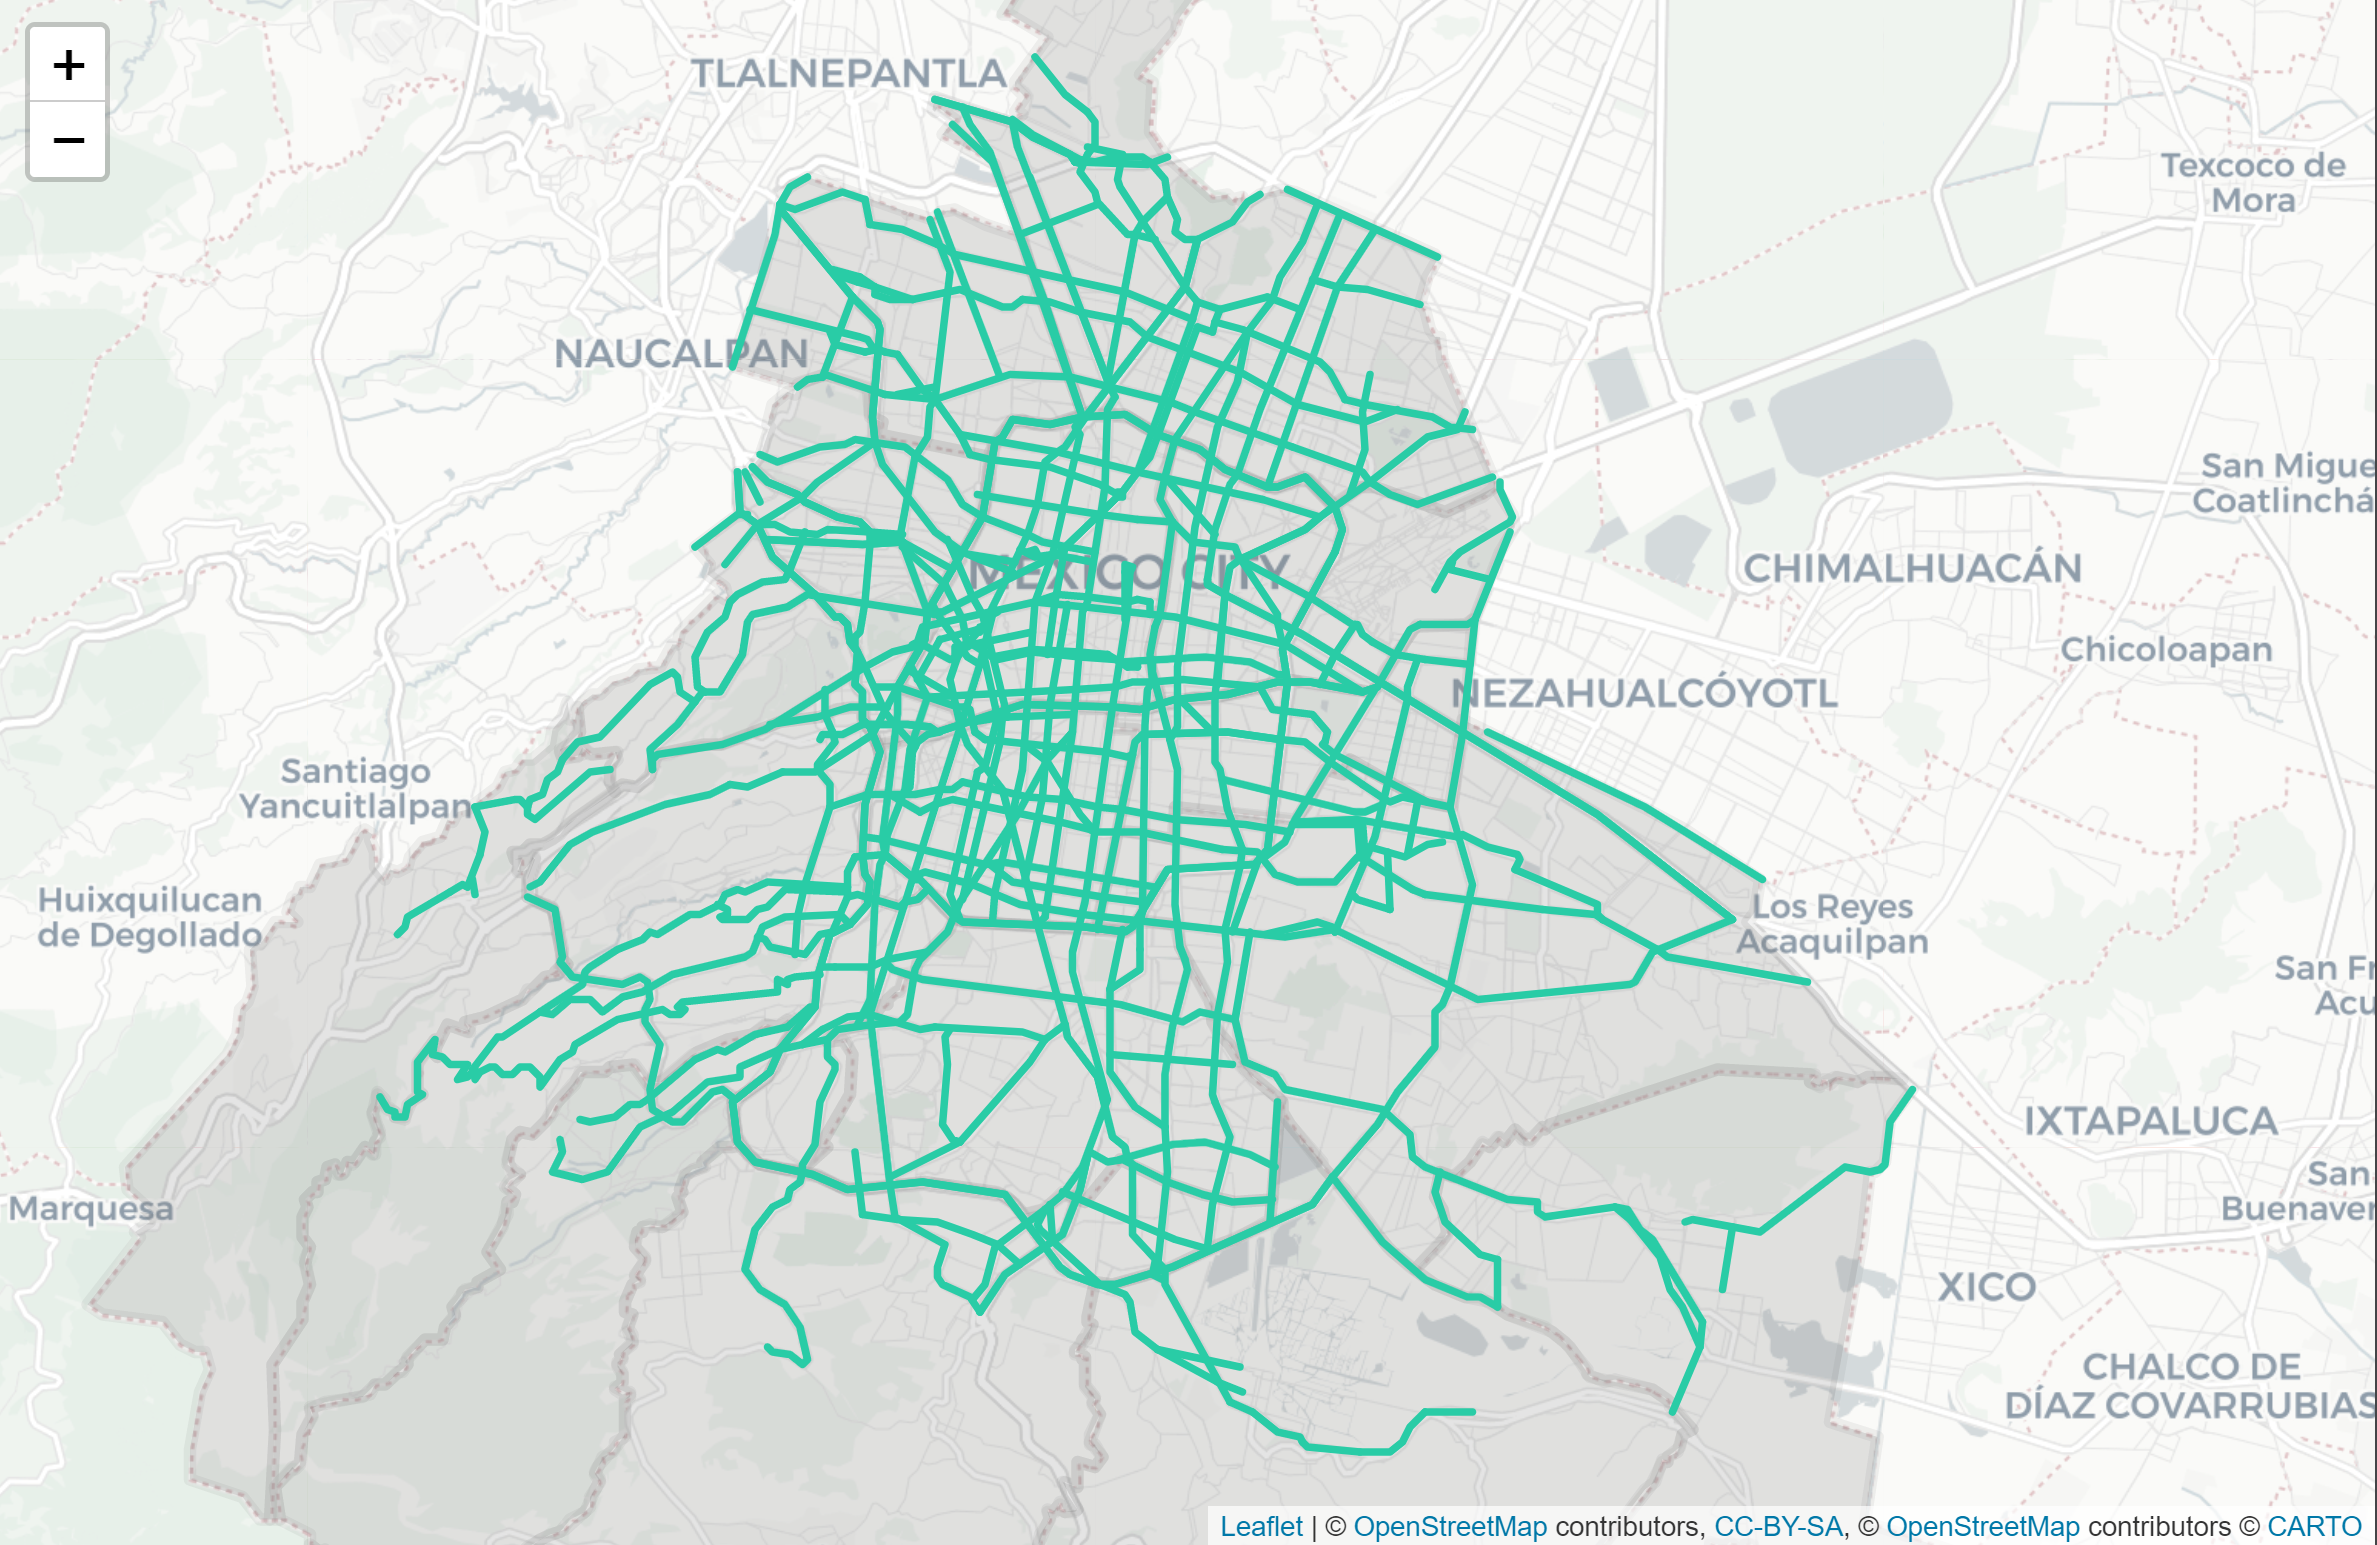 +
−
TLALNEPANTLA
Texcoco de
Mora
NAUCALPAN
San Migue
Coatlinchá
MEXICO CITY
CHIMALHUACÁN
Chicoloapan
NEZAHUALCÓYOTL
Santiago
Yancuitlalpan
Huixquilucan
de Degollado
Los Reyes
Acaquilpan
San Fr
Acu
IXTAPALUCA
Marquesa
San
Buenaver
XICO
CHALCO DE
DÍAZ COVARRUBIAS
Leaflet | © OpenStreetMap contributors, CC-BY-SA, © OpenStreetMap contributors © CARTO